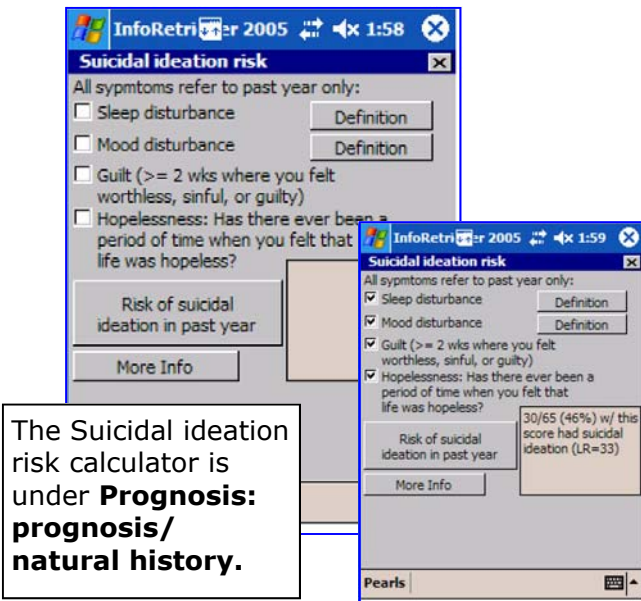 InfoRetri er 2005 1:58
Suicidal ideation risk
All sypmtoms refer to past year only:
Sleep disturbance Definition
Mood disturbance Definition
Guilt (>= 2 wks where you felt
worthless, sinful, or guilty)
Hopelessness: Has there ever been a
period of time when you felt that
life was hopeless?
Risk of suicidal
ideation in past year
More Info
InfoRetri er 2005 1:59
Suicidal ideation risk
All sypmtoms refer to past year only:
Sleep disturbance Definition
Mood disturbance Definition
Guilt (>= 2 wks where you felt
worthless, sinful, or guilty)
Hopelessness: Has there ever been a
period of time when you felt that
life was hopeless?
30/65 (46%) w/ this
score had suicidal
ideation (LR=33)
Risk of suicidal
ideation in past year
More Info
Pearls
The Suicidal ideation
risk calculator is
under Prognosis:
prognosis/
natural history.